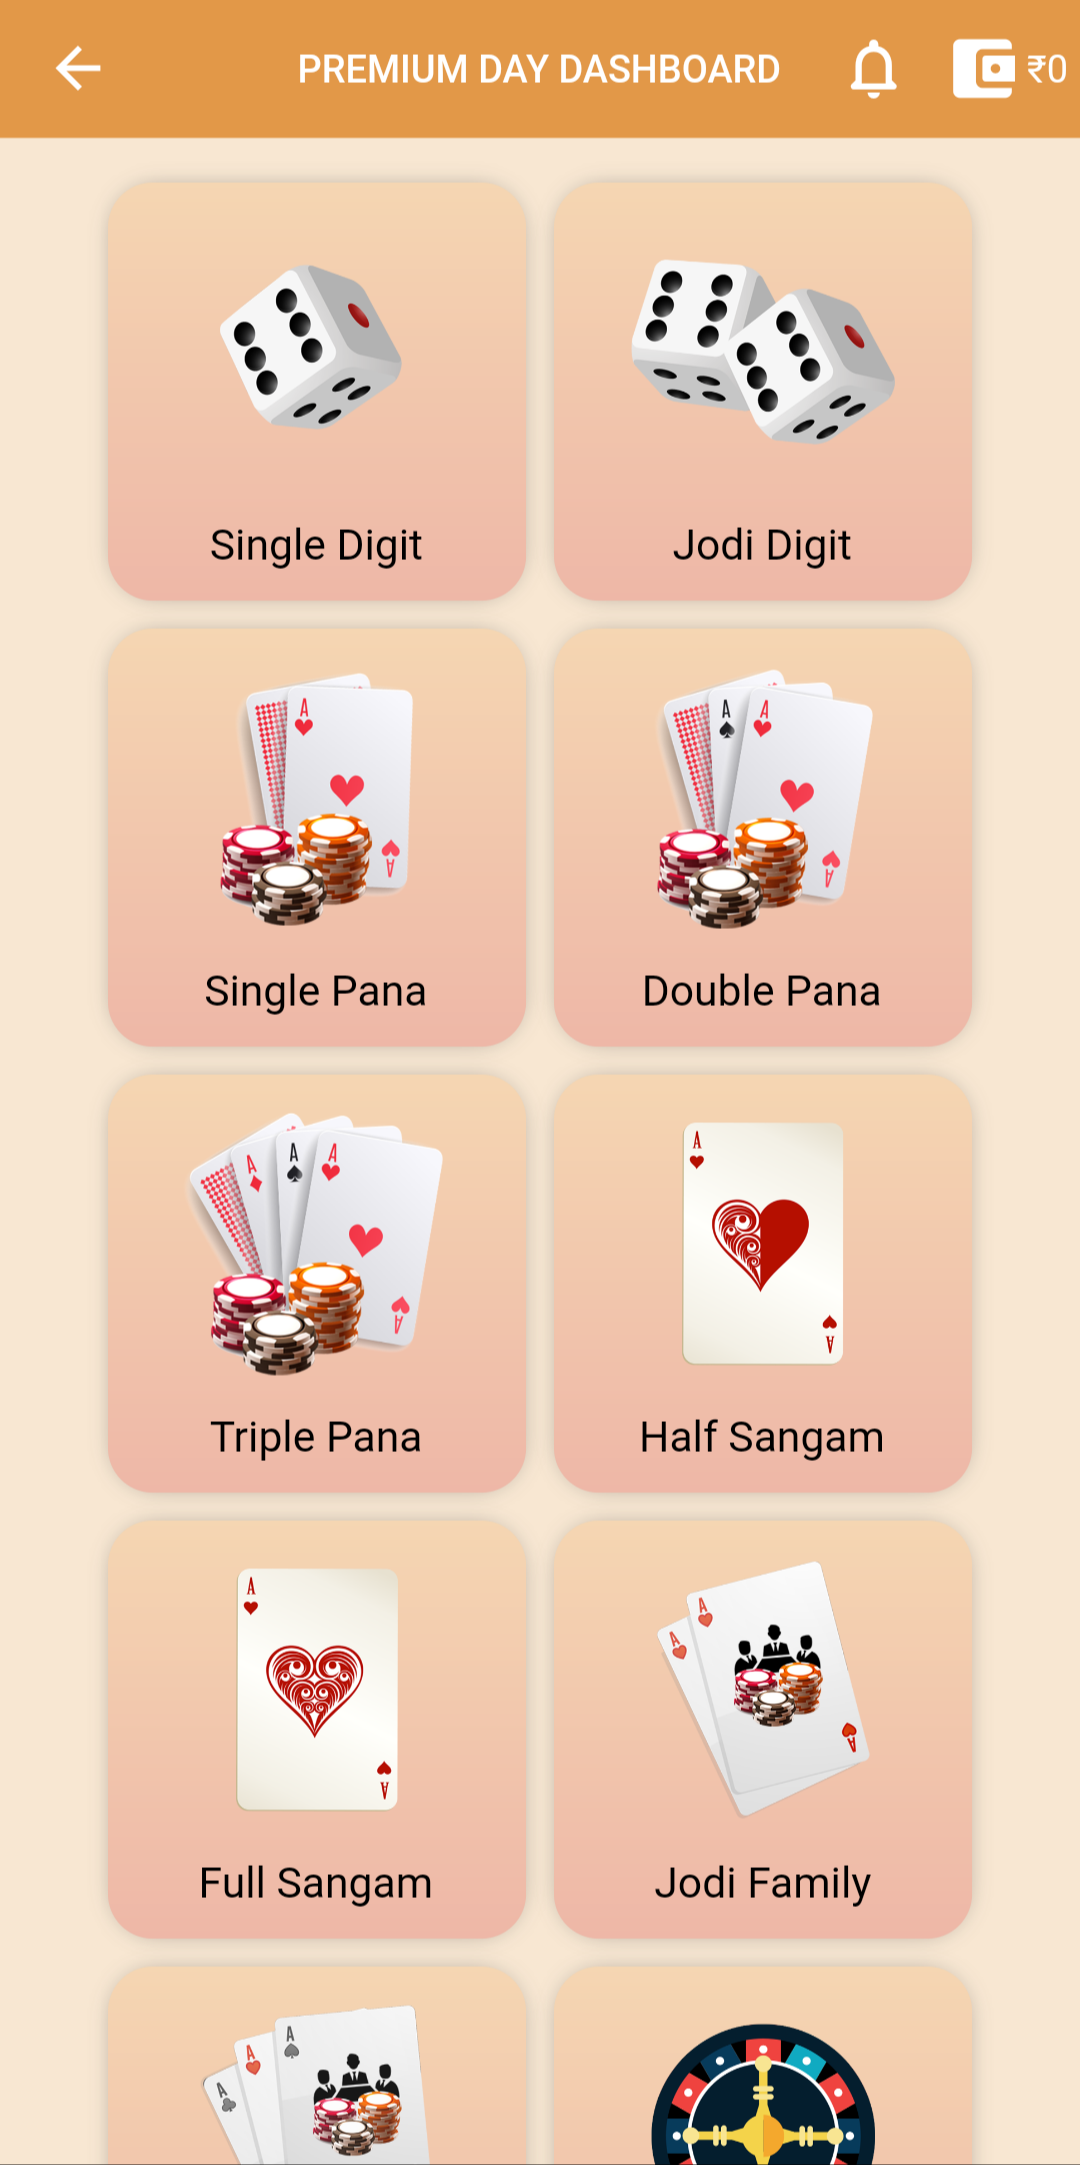 PREMIUM DAY DASHBOARD ₹0
Single Digit Jodi Digit
A A A
A A
Single Pana Double Pana
A A A A
A A
Triple Pana Half Sangam
A A A
A A
Full Sangam Jodi Family
A A A